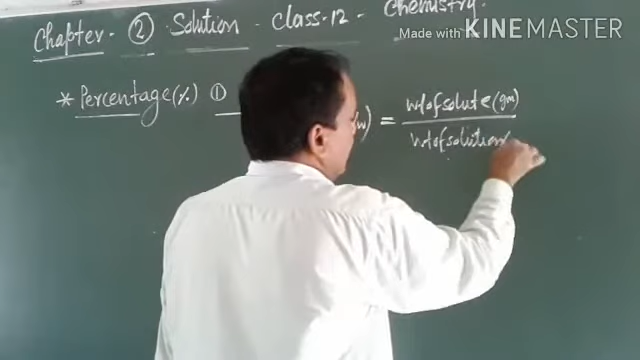 Chapter. ② Solution - Class-12 Chemistry.
Made with KINEMASTER
* Percentage (%) ①
w) = wt of solute (gm)
wt of solution(